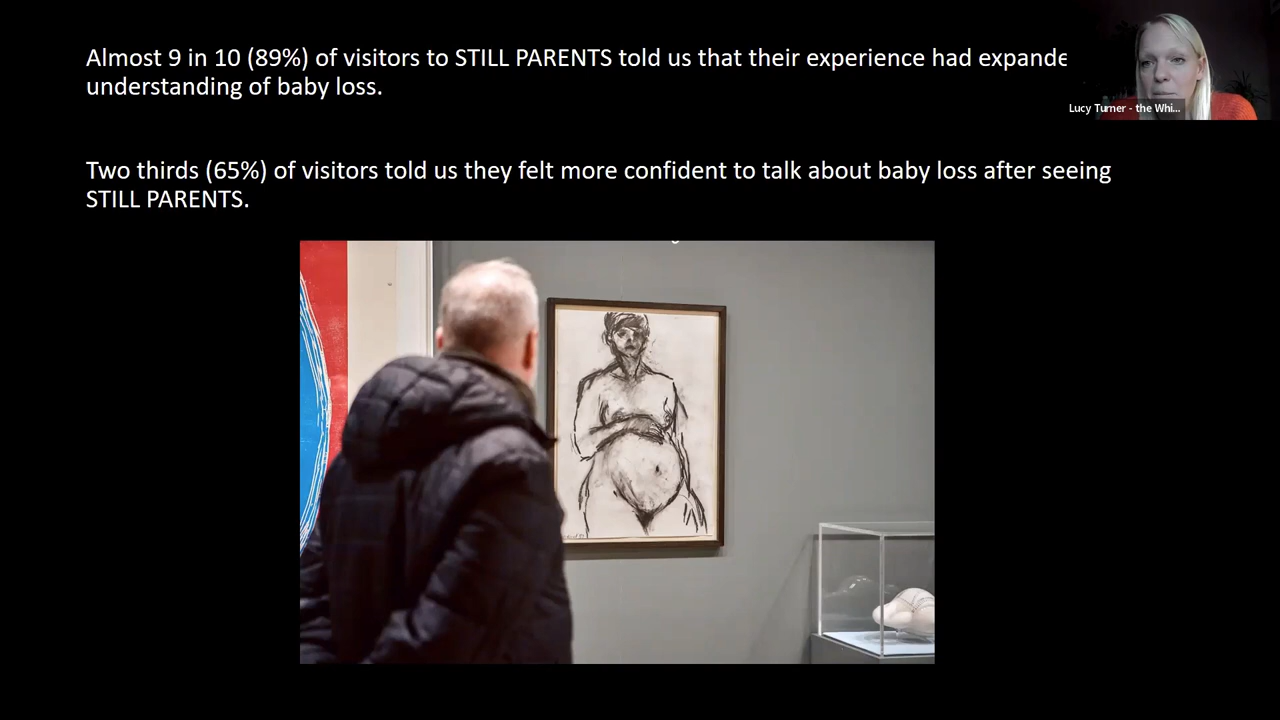 Almost 9 in 10 (89%) of visitors to STILL PARENTS told us that their experience had expande
understanding of baby loss.
Lucy Turner - the Whi...
Two thirds (65%) of visitors told us they felt more confident to talk about baby loss after seeing
STILL PARENTS.